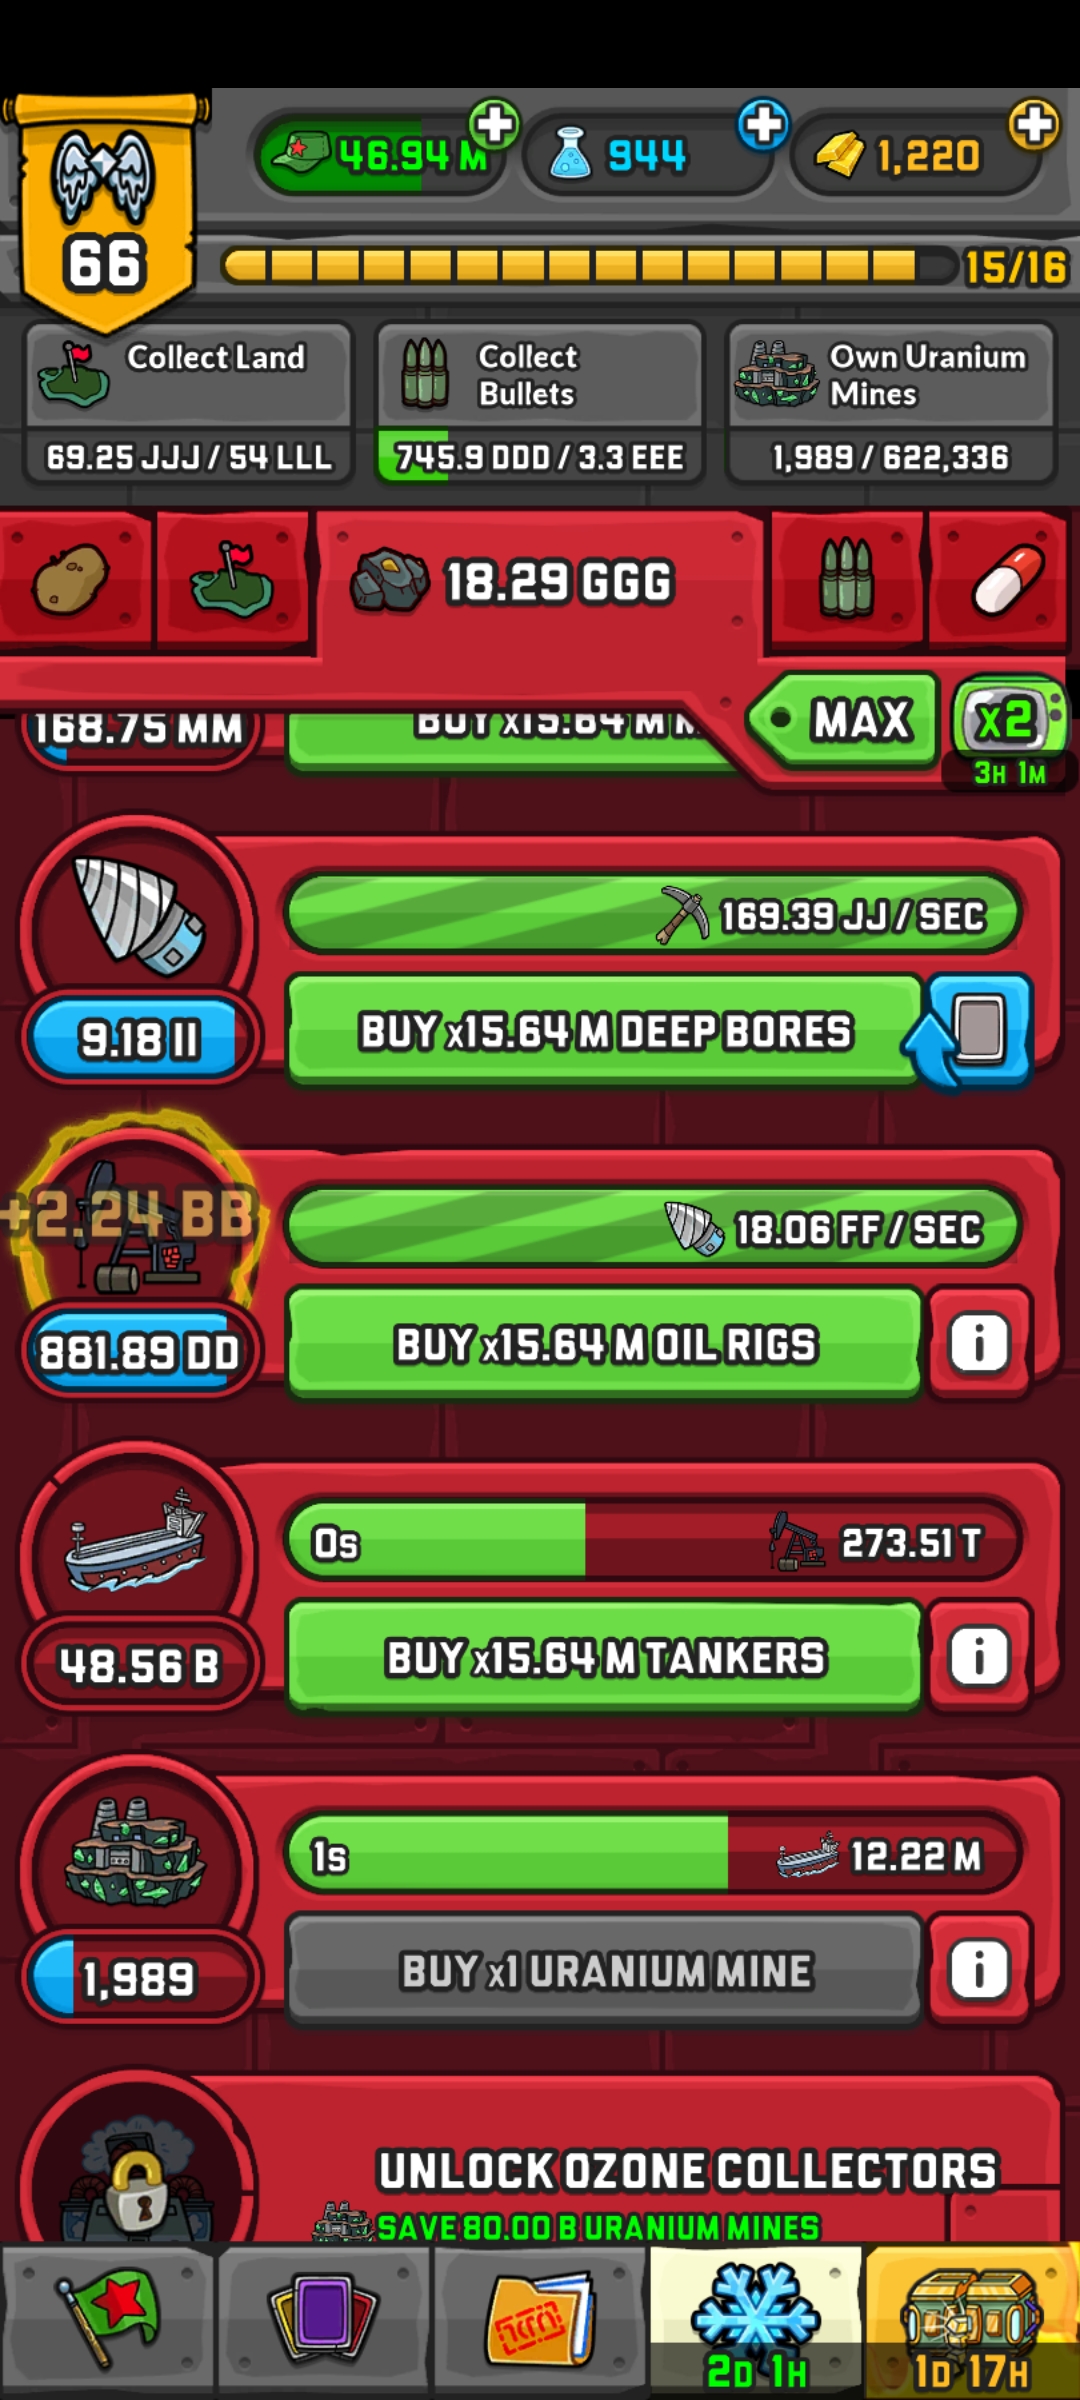 46.94 M
944
1,220
66
15/16
Collect Land
69.25 JJJ / 54 LLL
Collect
Bullets
745.9 DDD / 3.3 EEE
Own Uranium
Mines
1,989 / 622,336
18.29 GGG
MAX
x2
3H 1M
168.75 MM
BUY x15.64 M
169.39 JJ / SEC
9.18 II
BUY x15.64 M DEEP BORES
+2.24 BB
18.06 FF / SEC
881.89 DD
BUY x15.64 M OIL RIGS
i
0s
273.51 T
48.56 B
BUY x15.64 M TANKERS
i
1s
12.22 M
1,989
BUY x1 URANIUM MINE
i
UNLOCK OZONE COLLECTORS
SAVE 80.00 B URANIUM MINES
2D 1H
1D 17H